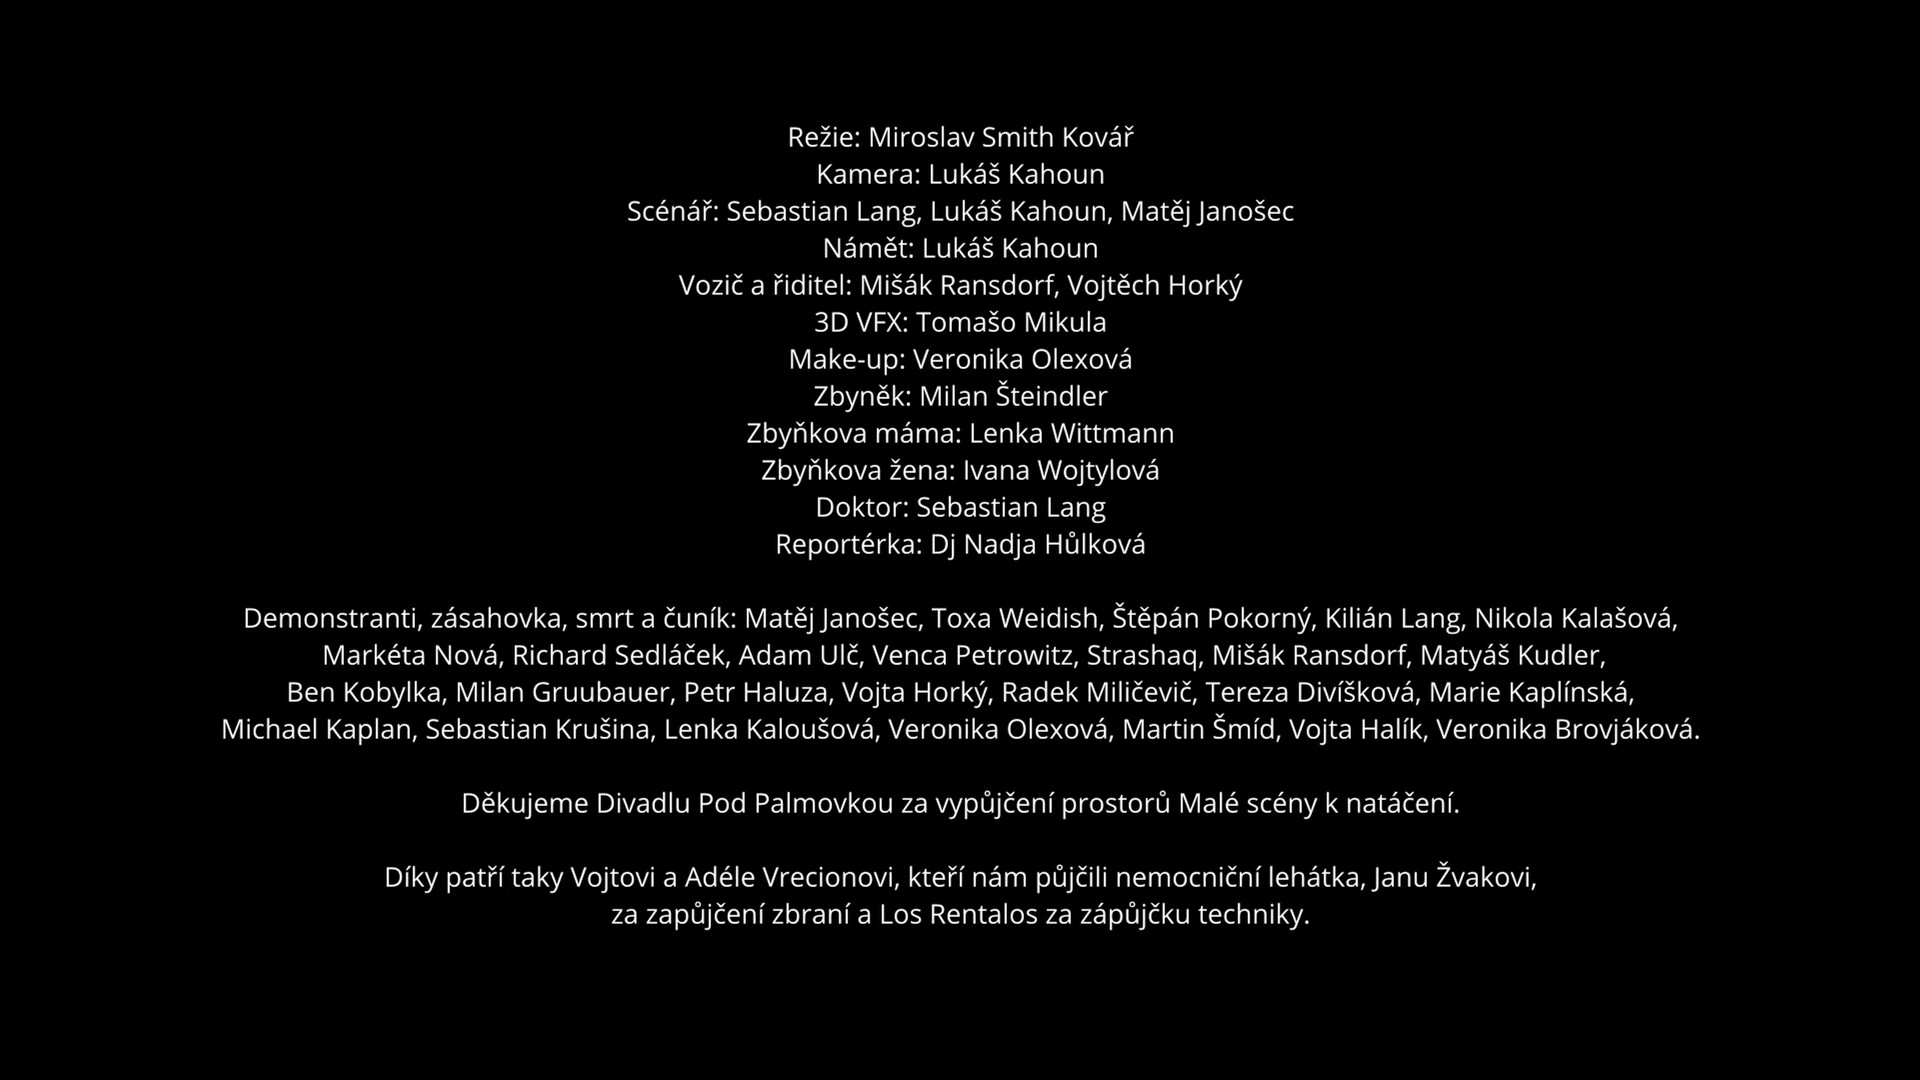 Režie: Miroslav Smith Kovář
Kamera: Lukáš Kahoun
Scénář: Sebastian Lang, Lukáš Kahoun, Matěj Janošec
Námět: Lukáš Kahoun
Vozič a řiditel: Mišák Ransdorf, Vojtěch Horký
3D VFX: Tomašo Mikula
Make-up: Veronika Olexová
Zbyněk: Milan Šteindler
Zbyňkova máma: Lenka Wittmann
Zbyňkova žena: Ivana Wojtylová
Doktor: Sebastian Lang
Reportérka: Dj Nadja Hůlková
Demonstranti, zásahovka, smrt a čuník: Matěj Janošec, Toxa Weidish, Štěpán Pokorný, Kilián Lang, Nikola Kalašová,
Markéta Nová, Richard Sedláček, Adam Ulč, Venca Petrowitz, Strashaq, Mišák Ransdorf, Matyáš Kudler,
Ben Kobylka, Milan Gruubauer, Petr Haluza, Vojta Horký, Radek Miličevič, Tereza Divíšková, Marie Kaplínská,
Michael Kaplan, Sebastian Krušina, Lenka Kaloušová, Veronika Olexová, Martin Šmíd, Vojta Halík, Veronika Brovjáková.
Děkujeme Divadlu Pod Palmovkou za vypůjčení prostorů Malé scény k natáčení.
Díky patří taky Vojtovi a Adéle Vrecionovi, kteří nám půjčili nemocniční lehátka, Janu Žvakovi,
za zapůjčení zbraní a Los Rentalos za zápůjčku techniky.